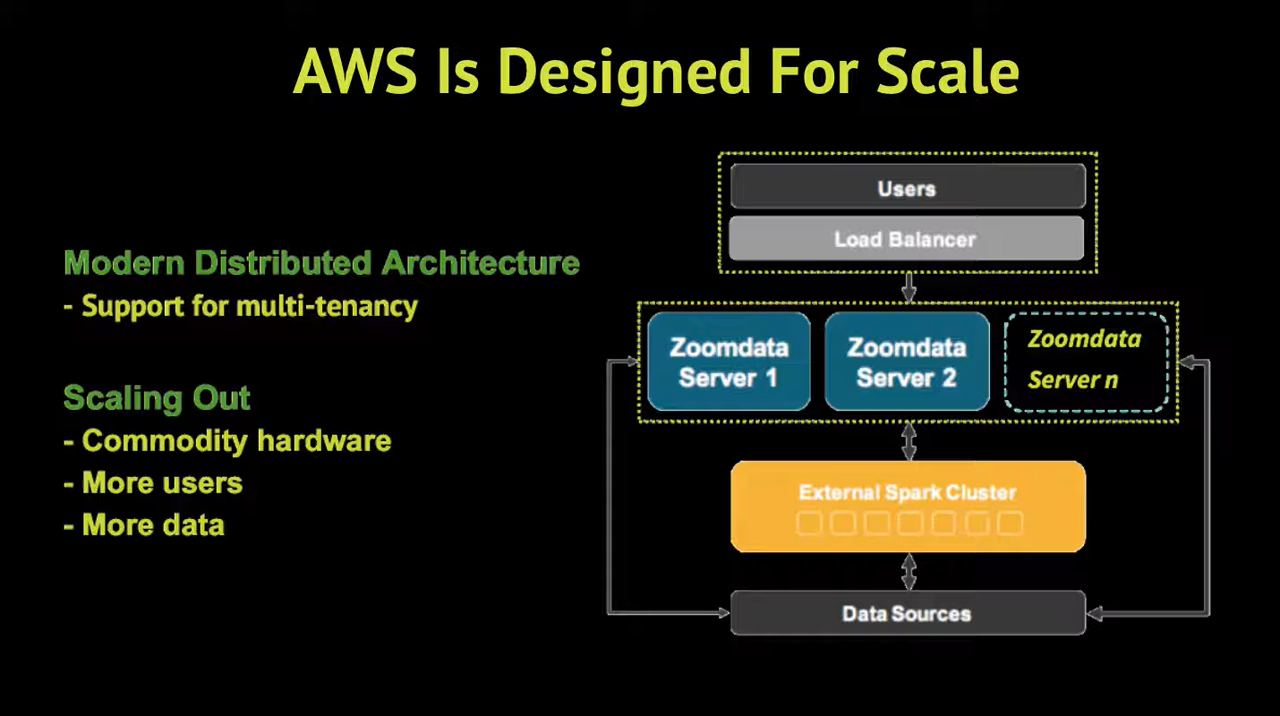 AWS Is Designed For Scale
Modern Distributed Architecture
- Support for multi-tenancy
Scaling Out
- Commodity hardware
- More users
- More data
Users
Load Balancer
Zoomdata
Server 1
Zoomdata
Server 2
Zoomdata
Server n
External Spark Cluster
Data Sources